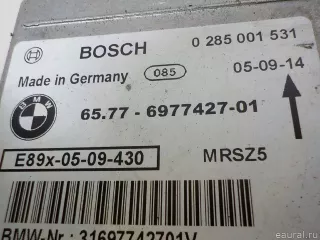 BOSCH 0 285 001 531
Made in Germany 085 05-09-14
BMW 65.77 - 6977427-01
E89x-05-09-430 MRSZ5
BMW-Nr.: 31697742701V
eaural.ru